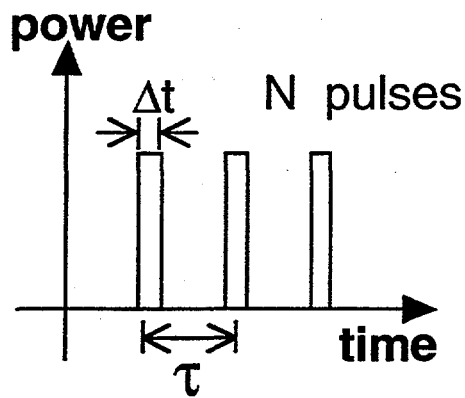 power
Δt
N pulses
time
τ